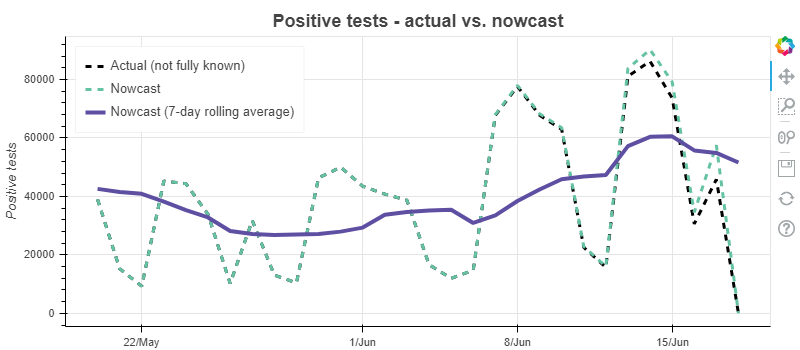 Positive tests - actual vs. nowcast
Actual (not fully known)
Nowcast
Nowcast (7-day rolling average)
Positive tests
80000
60000
40000
20000
0
22/May
1/Jun
8/Jun
15/Jun